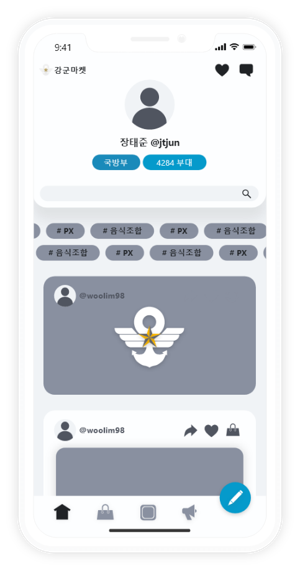 9:41
강군마켓
장태준 @jtjun
국방부 4284 부대
# PX # 음식조합 # PX # 음식조합
# 음식조합 # PX # 음식조합 # PX
@woolim98
@woolim98